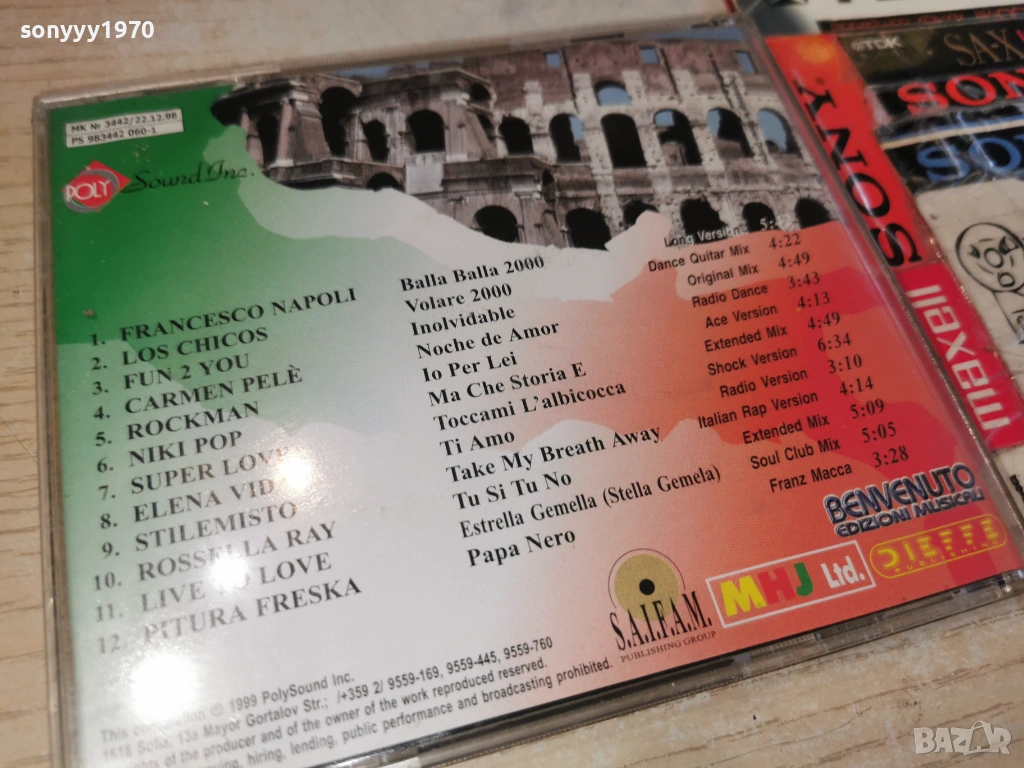 sonyyy1970
MK № 3442/22.12.98
PS 983442 060-1
POLY Sound Inc.
1. FRANCESCO NAPOLI Balla Balla 2000 Long Version
2. LOS CHICOS Volare 2000 Dance Quitar Mix 4:22
3. FUN 2 YOU Inolvidable Original Mix 4:49
4. CARMEN PELÈ Noche de Amor Radio Dance 3:43
5. ROCKMAN Io Per Lei Ace Version 4:13
6. NIKI POP Ma Che Storia E Extended Mix 4:49
7. SUPER LOVE Toccami L'albicocca Shock Version 6:34
8. ELENA Ti Amo Radio Version 3:10
9. STILEMISTO Take My Breath Away Italian Rap Version 4:14
10. ROSSELLA RAY Tu Si Tu No Extended Mix 5:09
11. LIVE TO LOVE Estrella Gemella (Stella Gemela) Soul Club Mix 5:05
12. PITURA FRESKA Papa Nero Franz Macca 3:28
BENVENUTO
EDIZIONI MUSICALI
DIEFFE
PUBLISHING
MHJ Ltd.
S.A.I.F.A.M.
PUBLISHING GROUP
This © 1999 PolySound Inc.
1618 Sofia, 13a Mayor Gortalov Str.; /+359 2/ 9559-169, 9559-445, 9559-760
of the producer and of the owner of the work reproduced reserved.
hiring, lending, public performance and broadcasting prohibited.
TDK
SA-X
SONY
maxell
BAZAR